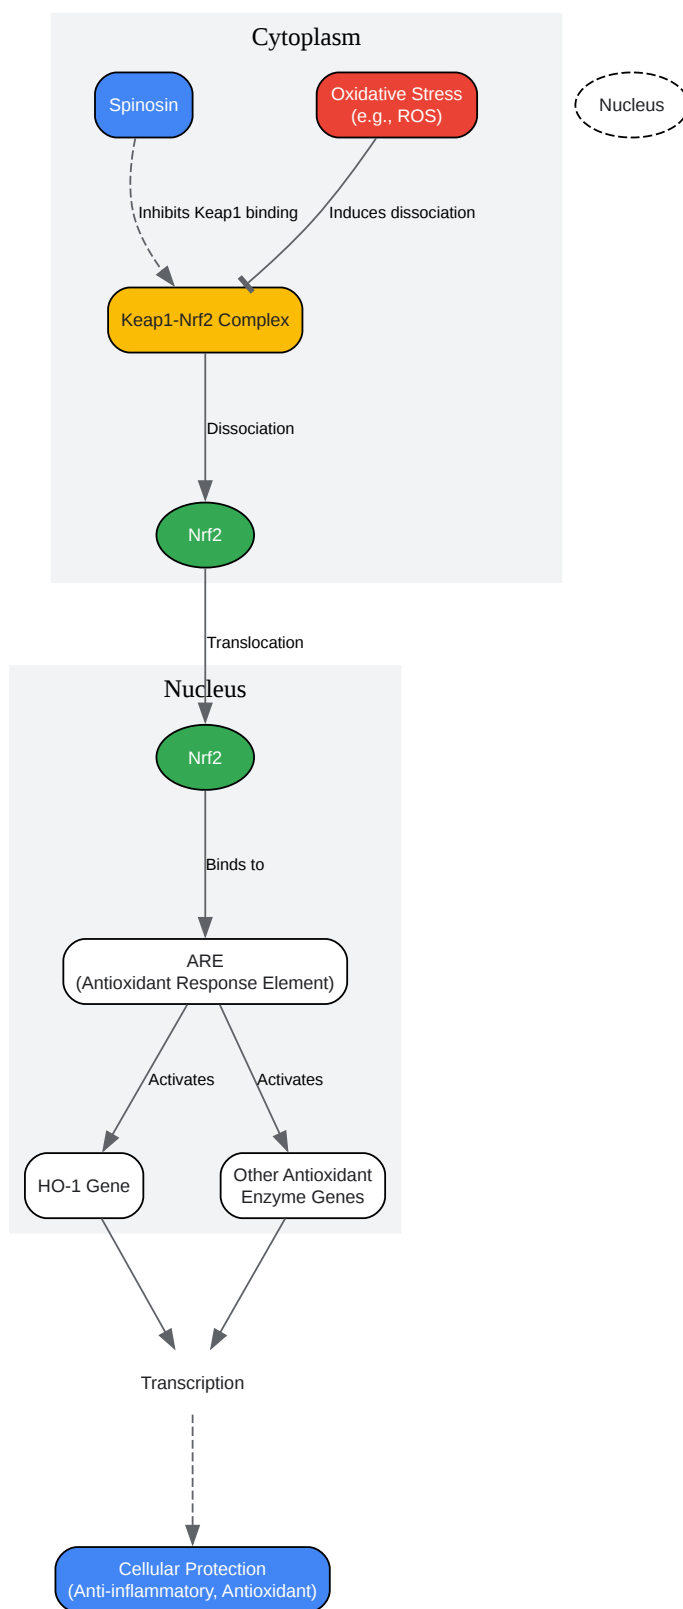 Cytoplasm
Spinosin
Oxidative Stress
(e.g., ROS)
Nucleus
Inhibits Keap1 binding
Induces dissociation
Keap1-Nrf2 Complex
Dissociation
Nrf2
Translocation
Nucleus
Nrf2
Binds to
ARE
(Antioxidant Response Element)
Activates
Activates
HO-1 Gene
Other Antioxidant
Enzyme Genes
Transcription
Cellular Protection
(Anti-inflammatory, Antioxidant)